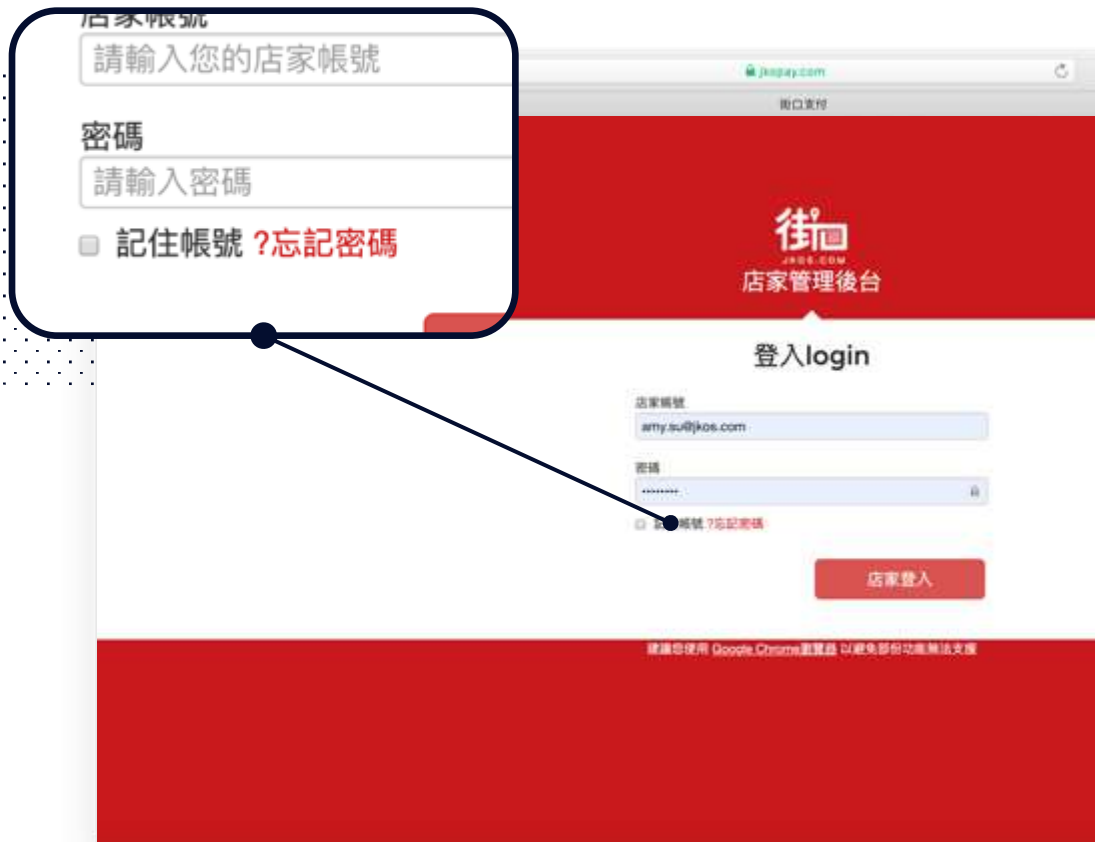 店家帳號
請輸入您的店家帳號
密碼
請輸入密碼
記住帳號 ?忘記密碼
jkopay.com
街口支付
街口
JKOS.COM
店家管理後台
登入login
店家帳號
amy.su@jkos.com
密碼
••••••••
帳號 ?忘記密碼
店家登入
建議您使用 Google Chrome瀏覽器 以避免部份功能無法支援